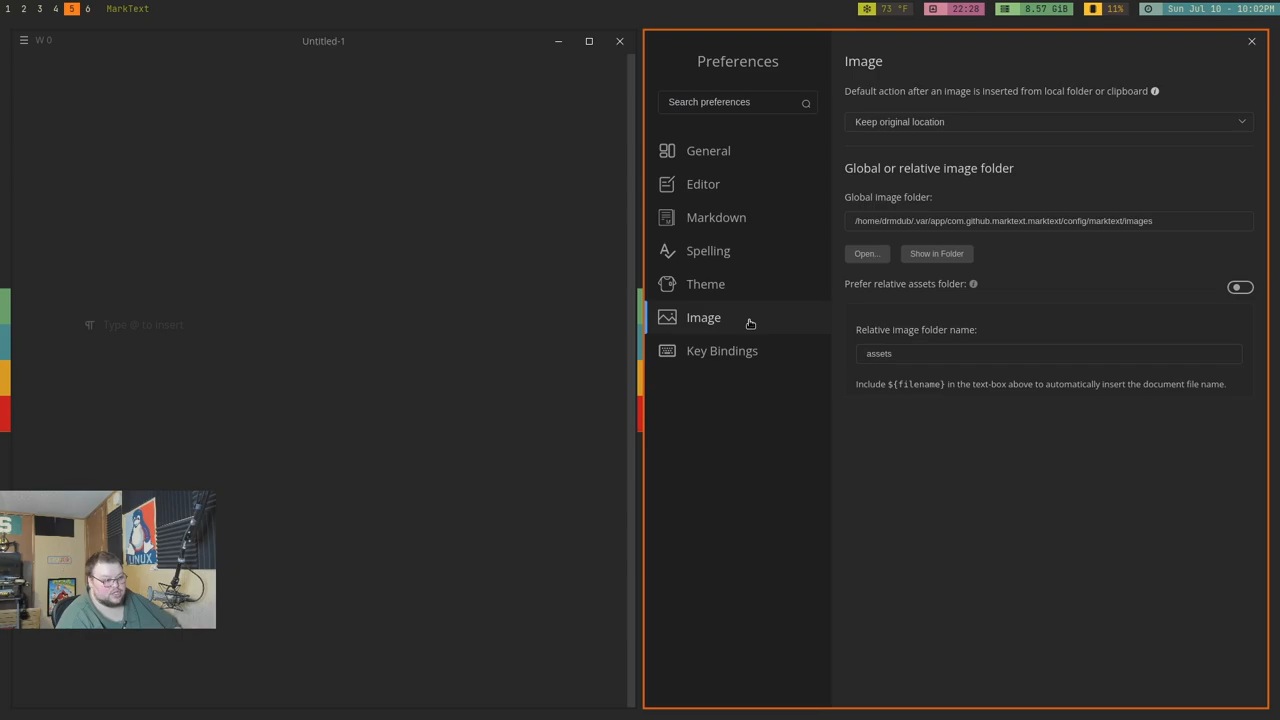 1 2 3 4 5 6 MarkText
73 °F 22:28 8.57 GiB 11% Sun Jul 10 - 10:02PM
W 0
Untitled-1
Type @ to insert
LINUX
Preferences
Search preferences
General
Editor
Markdown
Spelling
Theme
Image
Key Bindings
Image
Default action after an image is inserted from local folder or clipboard
Keep original location
Global or relative image folder
Global image folder:
/home/drmdub/.var/app/com.github.marktext.marktext/config/marktext/images
Open... Show in Folder
Prefer relative assets folder:
Relative image folder name:
assets
Include ${filename} in the text-box above to automatically insert the document file name.